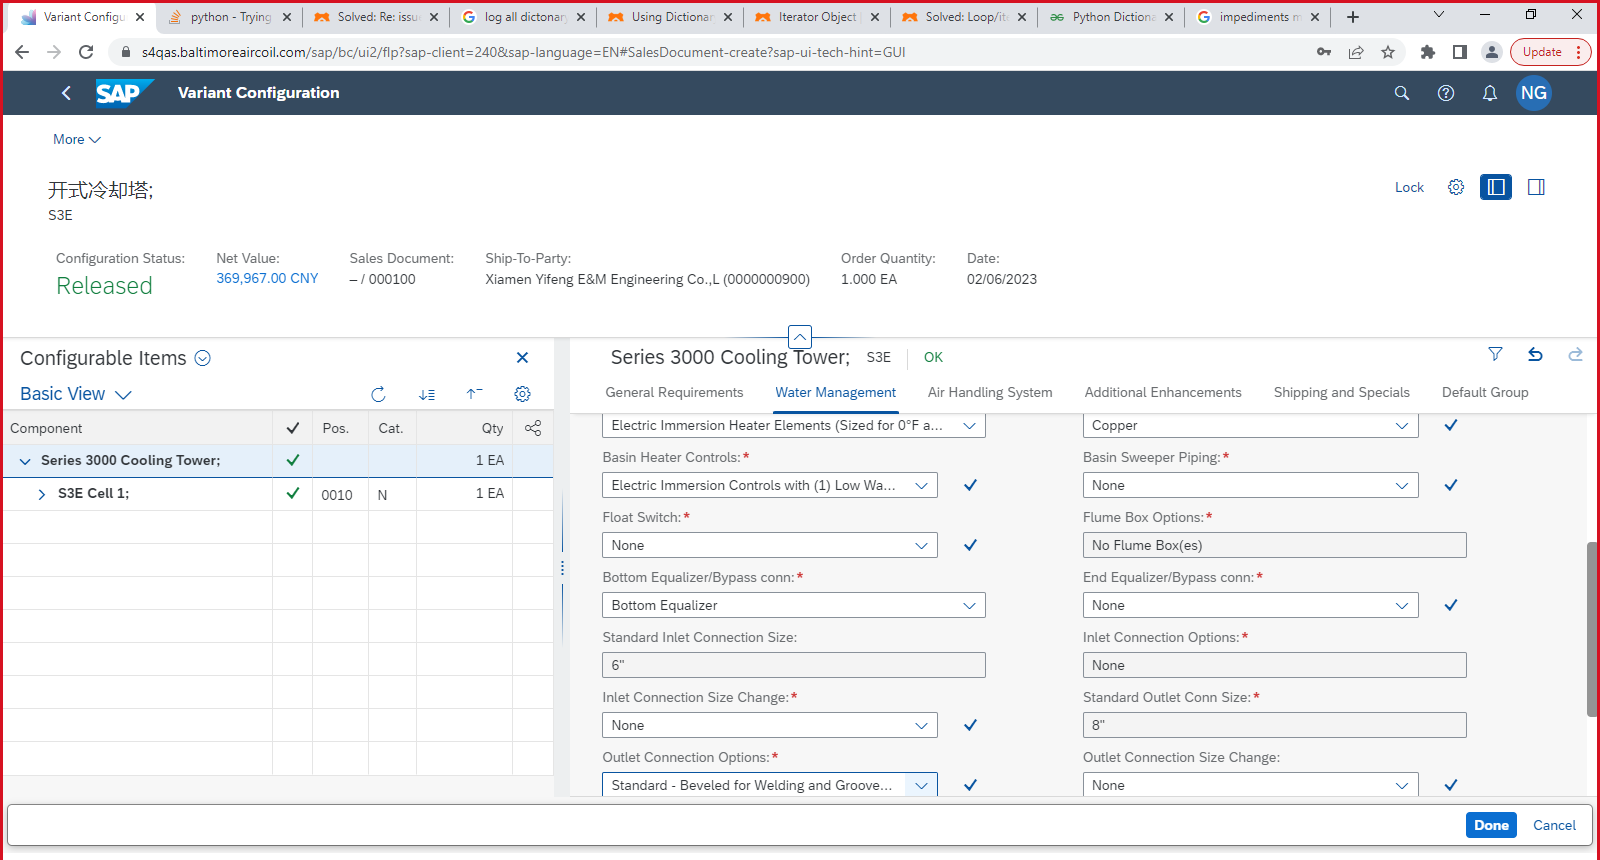 Variant Configu
python - Trying
Solved: Re: issue
log all dictonary
Using Dictionary
Iterator Object
Solved: Loop/ite
Python Dictiona
impediments m
s4qas.baltimoreaircoil.com/sap/bc/ui2/flp?sap-client=240&sap-language=EN#SalesDocument-create?sap-ui-tech-hint=GUI
Update
SAP
Variant Configuration
NG
More
开式冷却塔;
S3E
Lock
Configuration Status: Net Value: Sales Document: Ship-To-Party: Order Quantity: Date:
Released 369,967.00 CNY – / 000100 Xiamen Yifeng E&M Engineering Co.,L (0000000900) 1.000 EA 02/06/2023
Configurable Items
Basic View
Component Pos. Cat. Qty
Series 3000 Cooling Tower; 1 EA
S3E Cell 1; 0010 N 1 EA
Series 3000 Cooling Tower; S3E OK
General Requirements Water Management Air Handling System Additional Enhancements Shipping and Specials Default Group
Electric Immersion Heater Elements (Sized for 0°F a... Copper
Basin Heater Controls:* Basin Sweeper Piping:*
Electric Immersion Controls with (1) Low Wa... None
Float Switch:* Flume Box Options:*
None No Flume Box(es)
Bottom Equalizer/Bypass conn:* End Equalizer/Bypass conn:*
Bottom Equalizer None
Standard Inlet Connection Size: Inlet Connection Options:*
6" None
Inlet Connection Size Change:* Standard Outlet Conn Size:*
None 8"
Outlet Connection Options:* Outlet Connection Size Change:
Standard - Beveled for Welding and Groove... None
Done Cancel